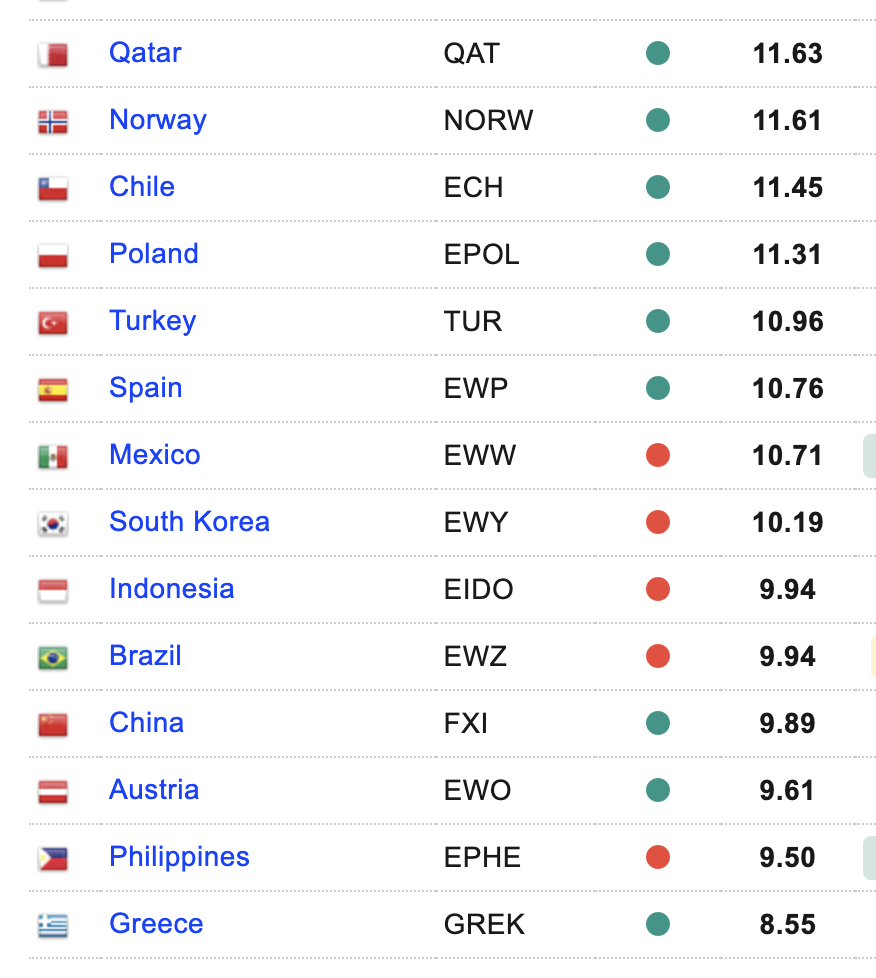 Qatar QAT 11.63
Norway NORW 11.61
Chile ECH 11.45
Poland EPOL 11.31
Turkey TUR 10.96
Spain EWP 10.76
Mexico EWW 10.71
South Korea EWY 10.19
Indonesia EIDO 9.94
Brazil EWZ 9.94
China FXI 9.89
Austria EWO 9.61
Philippines EPHE 9.50
Greece GREK 8.55